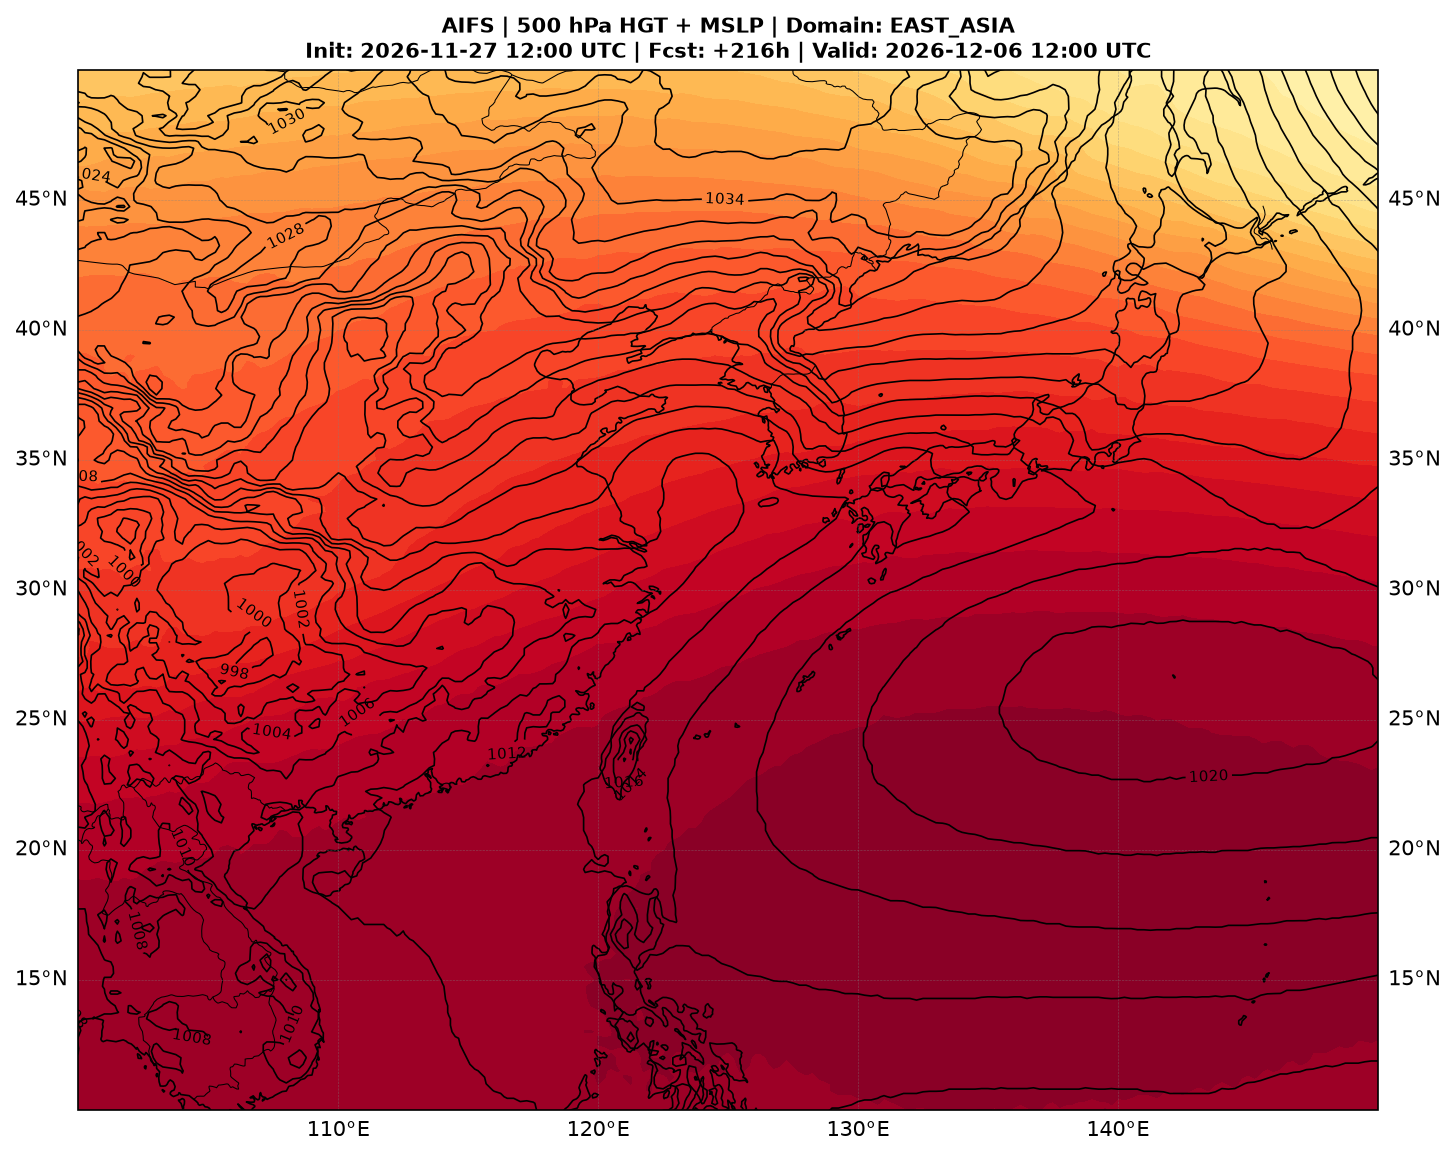 AIFS | 500 hPa HGT + MSLP | Domain: EAST_ASIA
Init: 2026-11-27 12:00 UTC | Fcst: +216h | Valid: 2026-12-06 12:00 UTC
1030
024
45°N
1034
45°N
1028
40°N
40°N
35°N
35°N
08
002
1000
30°N
1000
1002
30°N
998
1006
25°N
1004
25°N
1012
1020
1010
20°N
20°N
1008
15°N
15°N
1008
1010
110°E
120°E
130°E
140°E